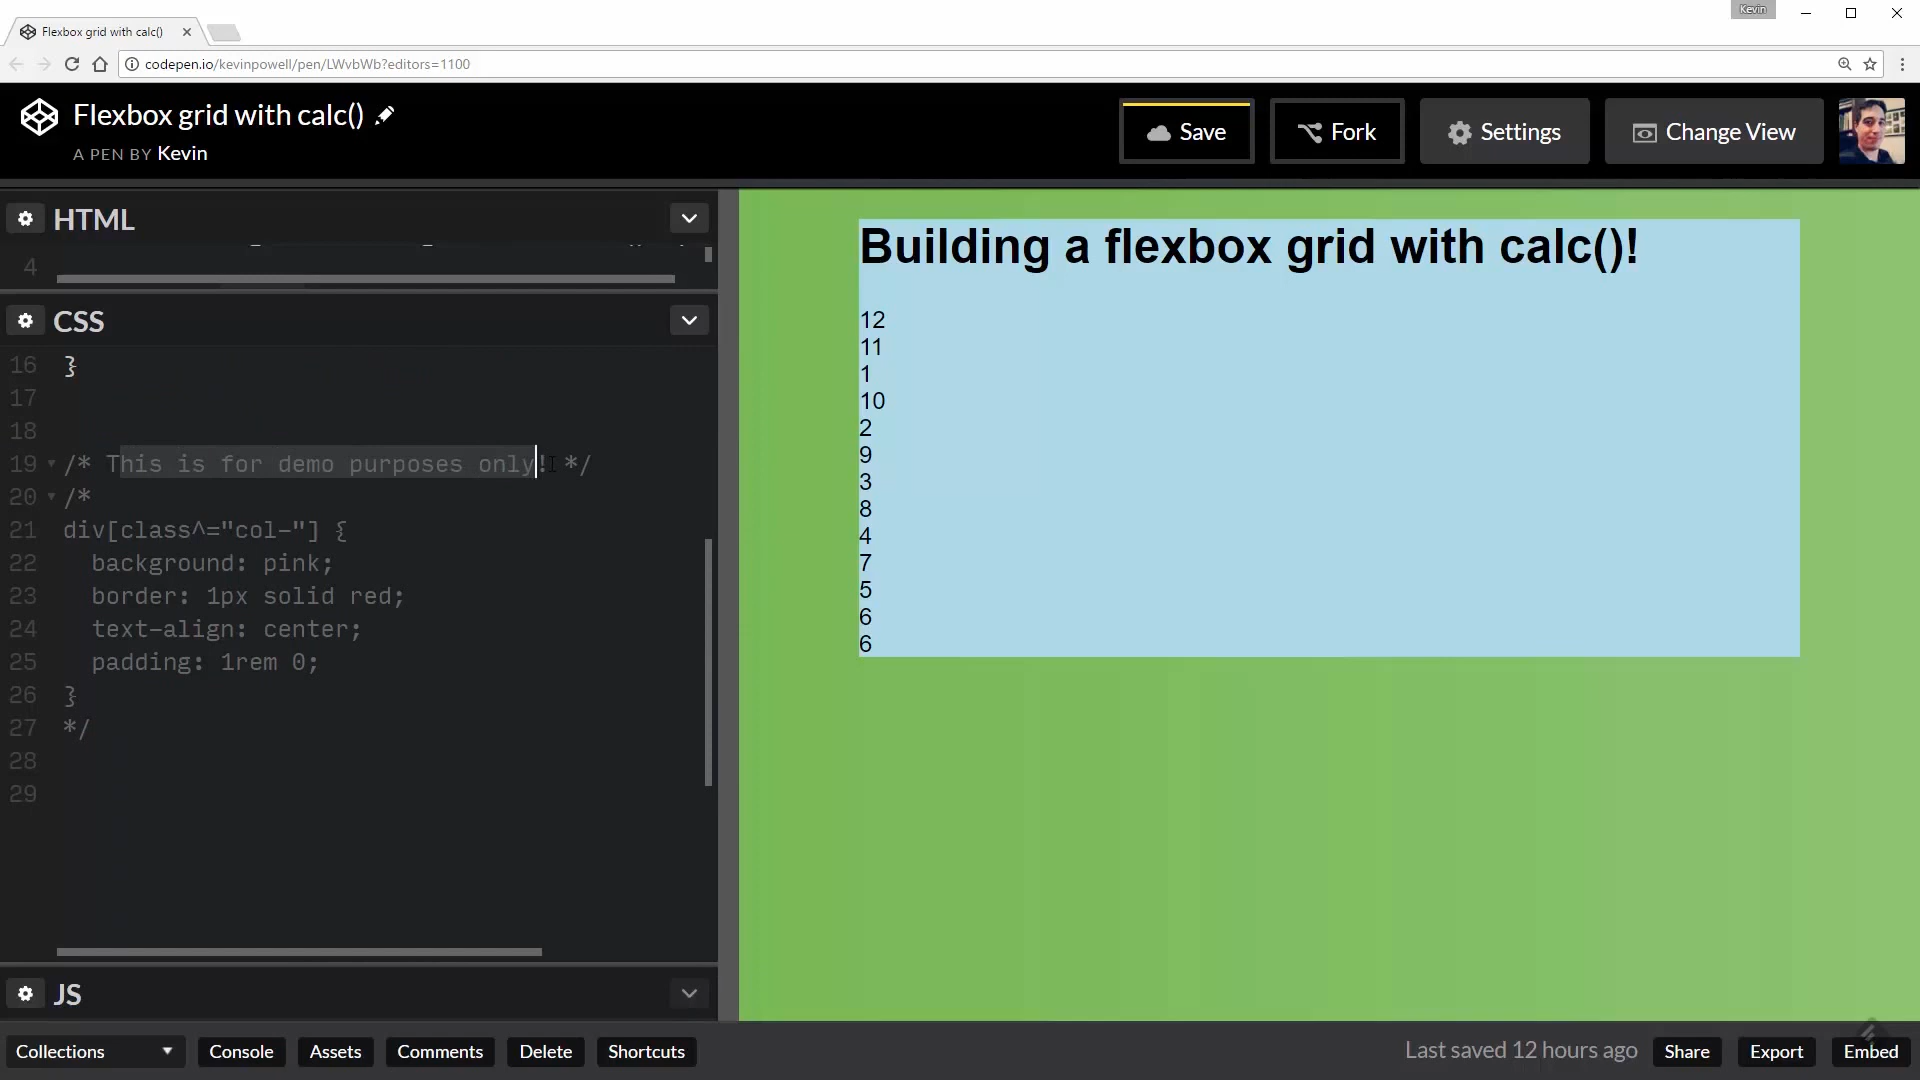 Kevin
Flexbox grid with calc()
codepen.io/kevinpowell/pen/LWvbWb?editors=1100
Flexbox grid with calc()
A PEN BY Kevin
Save
Fork
Settings
Change View
HTML
4
CSS
16 }
17
18
19 /* This is for demo purposes only! */
20 /*
21 div[class^="col-"] {
22 background: pink;
23 border: 1px solid red;
24 text-align: center;
25 padding: 1rem 0;
26 }
27 */
28
29
JS
Building a flexbox grid with calc()!
12
11
1
10
2
9
3
8
4
7
5
6
6
Collections
Console
Assets
Comments
Delete
Shortcuts
Last saved 12 hours ago
Share
Export
Embed